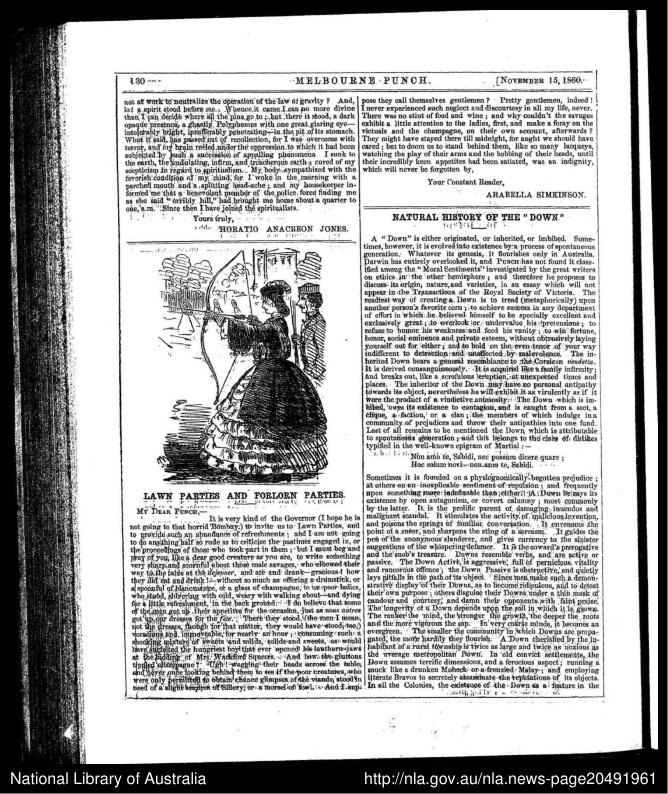 130
MELBOURNE PUNCH.
[NOVEMBER 15, 1860.
not at work to neutralize the operation of the law of gravity? And,
lo! a spirit stood before me. Whence it came I can no more divine
than I can decide where all the pins go to; but there it stood, a dark
opaque presence, a ghastly Polyphemus with one great glaring eye—
intolerably bright, insufferably penetrating—in the pit of its stomach.
What it said, has passed out of recollection, for I was overcome with
terror, and my brain reeled under the oppression to which it had been
subjected by such a succession of appalling phenomena. I sunk to
the earth, the undulating, infirm, and treacherous earth; cured of my
scepticism in regard to spiritualism. My body sympathized with the
feverish condition of my mind, for I woke in the morning with a
parched mouth and a splitting head-ache; and my housekeeper in-
formed me that a benevolent member of the police force finding me
as she said "orribly hill," had brought me home about a quarter to
one, a.m. Since then I have joined the spiritualists.
Yours truly,
HORATIO ANACREON JONES.
LAWN PARTIES AND FORLORN PARTIES.
MY DEAR PUNCH,—
It is very kind of the Governor (I hope he is
not going to that horrid Bombay,) to invite us to Lawn Parties, and
to provide such an abundance of refreshments; and I am not going
to do anything half so rude as to criticize the pastimes engaged in, or
the proceedings of those who took part in them; but I must beg and
pray of you, like a dear good creature as you are, to write something
very sharp and scornful about those male savages, who elbowed their
way to the table at the déjeuner, and ate and drank—gracious! how
they did eat and drink!—without so much as offering a drumstick, or
a spoonful of blancmange, or a glass of champagne, to us poor ladies,
who stood, shivering with cold, weary with walking about—and dying
for a little refreshment, in the back ground. I do believe that some
of the men got up their appetites for the occasion, just as some
got up our dresses for the There they stood (the men I mean,
not the dresses, though for that matter, they would have stood, too,)
voracious and immoveable, for nearly an hour; consuming such a
shocking mixture of sweets and solids, solids and sweets, as would
have surfeited the hungriest boy that ever opened his lanthorn-jaws
at the bidding of Mrs. Wackford Squeers. And how the gluttons
tippled champagne! Ugh! wagging their heads across the table,
and never once looking behind them to see if the poor creatures, who
were only permitted to obtain chance glimpses of the viands, stood in
need of a slight of Sillery, or a morsel of fowl. And I sup-
pose they call themselves gentlemen? Pretty gentlemen, indeed!
I never experienced such neglect and discourtesy in all my life, never.
There was no stint of food and wine; and why couldn't the savages
exhibit a little attention to the ladies, first, and make a foray on the
victuals and the champagne, on their own account, afterwards?
They might have stayed there till midnight, for aught we should have
cared; but to doom us to stand behind them, like so many lacqueys,
watching the play of their arms and the bobbing of their heads, until
their incredibly keen appetites had been satiated, was an indignity,
which will never be forgotten by,
Your Constant Reader,
ARABELLA SIMKINSON.
NATURAL HISTORY OF THE "DOWN"
A "Down" is either originated, or inherited, or imbibed. Some-
times, however, it is evolved into existence by a process of spontaneous
generation. Whatever its genesis, it flourishes only in Australia.
Darwin has entirely overlooked it, and PUNCH has not found it class-
ified among the "Moral Sentiments" investigated by the great writers
on ethics in the other hemisphere; and therefore he proposes to
discuss its origin, nature, and varieties, in an essay which will not
appear in the Transactions of the Royal Society of Victoria. The
readiest way of creating a Down is to tread (metaphorically) upon
another person's favorite corn; to achieve success in any department
of effort in which he believed himself to be specially excellent and
exclusively great; to overlook or undervalue his pretensions; to
refuse to humor his weakness and feed his vanity; to win fortune,
honor, social eminence and private esteem, without obtrusively laying
yourself out for either; and to hold on the even tenor of your way
indifferent to detraction and unaffected by malevolence. The in-
herited Down bears a general resemblance to the Corsican vendetta.
It is derived consanguineously. It is acquired like a family infirmity;
and breaks out, like a scrofulous eruption, at unexpected times and
places. The inheritor of the Down may have no personal antipathy
towards its object, nevertheless he will exhibit it as virulently as if it
were the product of a vindictive animosity. The Down which is im-
bibed, owes its existence to contagion, and is caught from a sect, a
clique, a faction, or a clan; the members of which indulge in a
community of prejudices and throw their antipathies into one fund.
Last of all remains to be mentioned the Down, which is attributable
to spontaneous generation; and this belongs to the class of dislikes
typified in the well-known epigram of Martial:—
Non amo te, Sabidi, nec possum dicere quare;
Hoc solum novi—non amo te, Sabidi.
Sometimes it is founded on a physiognomically begotten prejudice;
at others on an inexplicable sentiment of repulsion; and frequently
upon something more indefinable than either. A Down betrays its
existence by open antagonism, or covert calumny; most commonly
by the latter. It is the prolific parent of damaging inuendos and
malignant scandal. It stimulates the activity of malicious invention,
and poisons the springs of familiar conversation. It envenoms the
point of a sneer, and sharpens the sting of a sarcasm. It guides the
pen of the anonymous slanderer, and gives currency to the sinister
suggestions of the whispering defamer. It is the coward's prerogative
and the snob's treasure. Downs resemble verbs, and are active or
passive. The Down Active, is aggressive, full of pernicious, vitality
and rancorous offence; the Down Passive is obstructive, and quietly
lays pitfalls in the path of its object. Since men make such a demon-
strative display of their Downs, as to become ridiculous, and to defeat
their own purpose; others disguise their Downs under a thin mask of
candour and courtesy, and damn their opponents with faint praise.
The longevity of a Down depends upon the soil in which it is grown.
The ranker the mind, the stronger the growth, the deeper the roots
and the more vigorous the sap. In very coarse minds, it becomes an
evergreen. The smaller the community in which Downs are propa-
gated, the more hardily they flourish. A Down cherished by the in-
habitant of a rural township is twice as large and twice as noxious as
the average metropolitan Down. In old convict settlements, the
Down assumes terrific dimensions, and a ferocious aspect; running a
muck like a drunken Mohock or a frenzied Malay; and employing
literate Bravos to secretly assassinate the reputations of its objects.
In all the Colonies, the existence of the Down as a feature in the
National Library of Australia
http://nla.gov.au/nla.news-page20491961